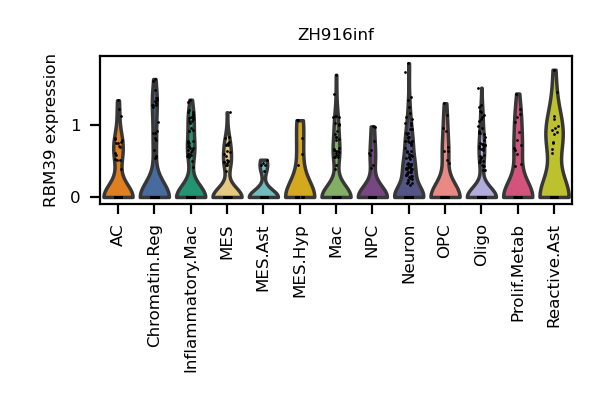 ZH916inf
RBM39 expression
1
0
AC
Chromatin.Reg
Inflammatory.Mac
MES
MES.Ast
MES.Hyp
Mac
NPC
Neuron
OPC
Oligo
Prolif.Metab
Reactive.Ast